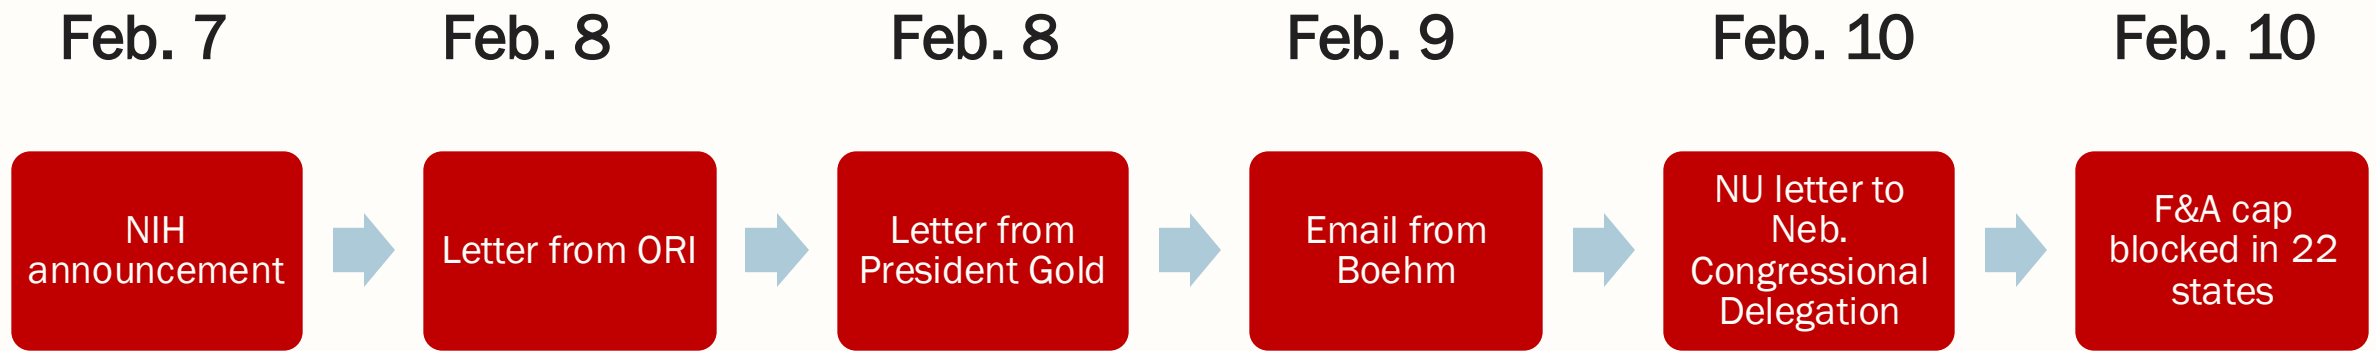 Feb. 7
Feb. 8
Feb. 8
Feb. 9
Feb. 10
Feb. 10
NIH
announcement
Letter from ORI
Letter from
President Gold
Email from
Boehm
NU letter to
Neb.
Congressional
Delegation
F&A cap
blocked in 22
states